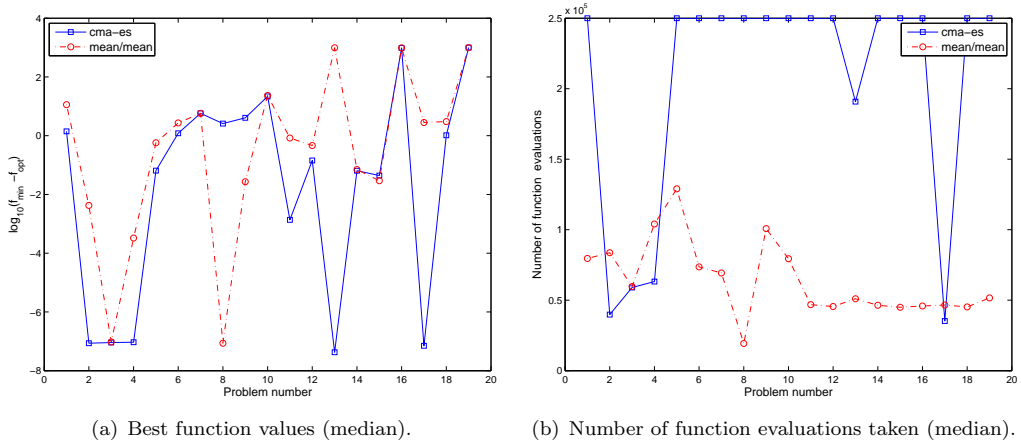 cma-es
mean/mean
4
2
0
-2
-4
-6
-8
log10(fmin -fopt)
0 2 4 6 8 10 12 14 16 18 20
Problem number
(a) Best function values (median).
x 10^5
cma-es
mean/mean
2.5
2
1.5
1
0.5
0
Number of function evaluations
0 2 4 6 8 10 12 14 16 18 20
Problem number
(b) Number of function evaluations taken (median).